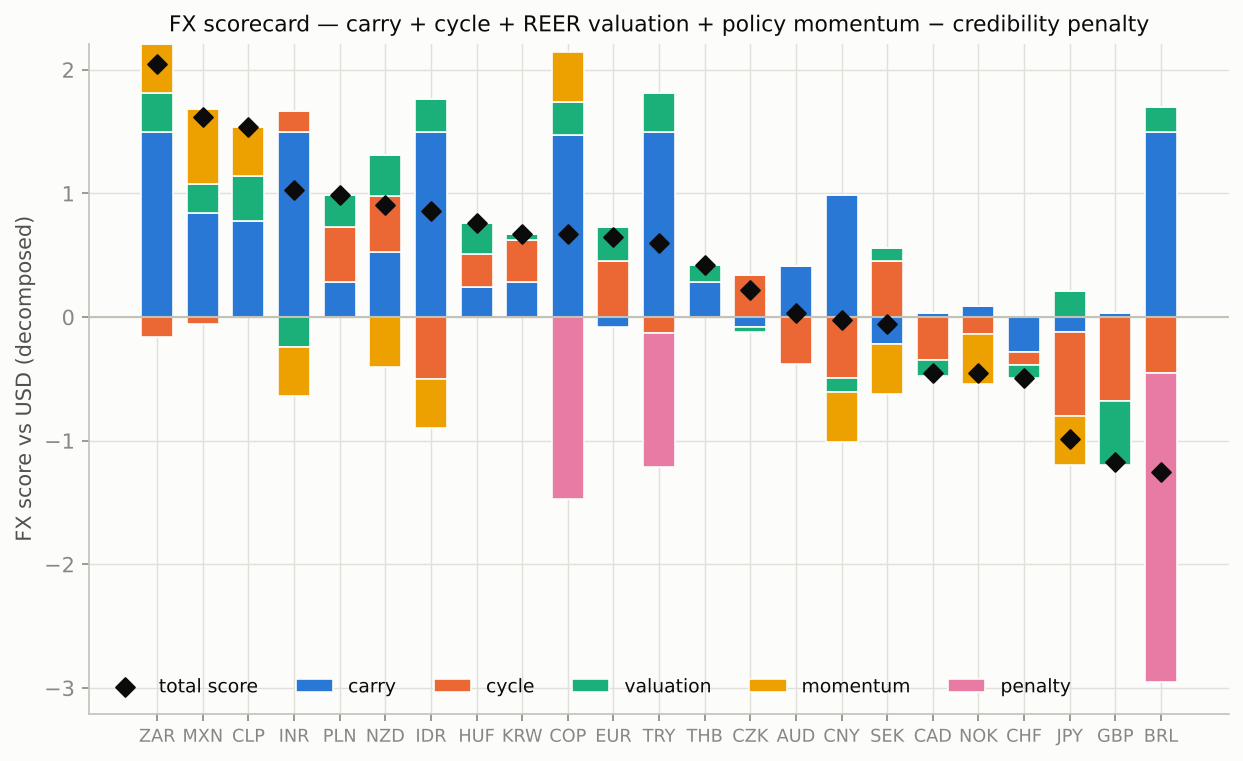 FX scorecard — carry + cycle + REER valuation + policy momentum − credibility penalty
FX score vs USD (decomposed)
2
1
0
−1
−2
−3
total score carry cycle valuation momentum penalty
ZAR MXN CLP INR PLN NZD IDR HUF KRW COP EUR TRY THB CZK AUD CNY SEK CAD NOK CHF JPY GBP BRL